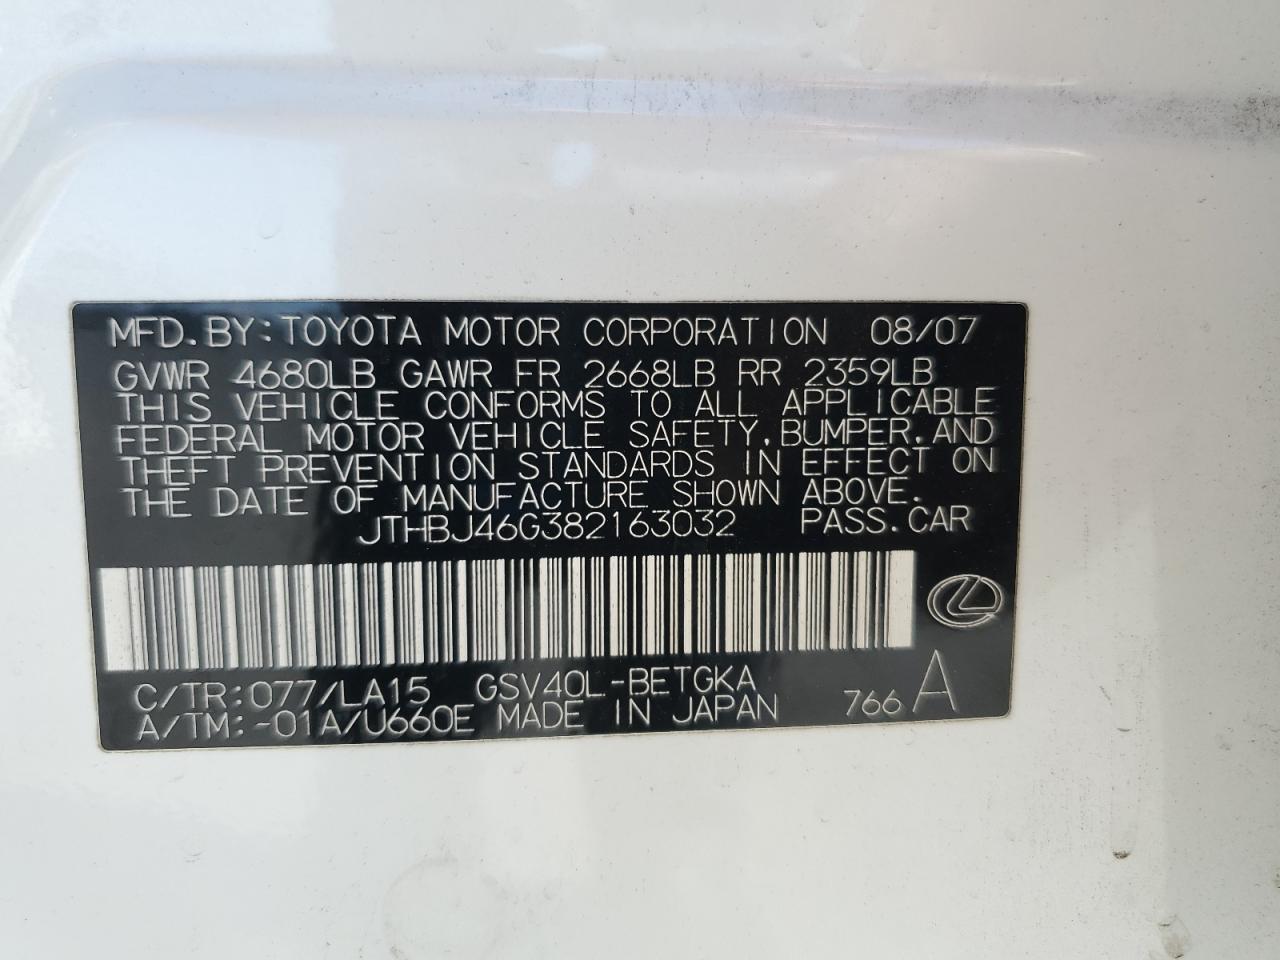 MFD.BY:TOYOTA MOTOR CORPORATION 08/07
GVWR 4680LB GAWR FR 2668LB RR 2359LB
THIS VEHICLE CONFORMS TO ALL APPLICABLE
FEDERAL MOTOR VEHICLE SAFETY,BUMPER,AND
THEFT PREVENTION STANDARDS IN EFFECT ON
THE DATE OF MANUFACTURE SHOWN ABOVE.
JTHBJ46G382163032 PASS.CAR
C/TR:077/LA15 GSV40L-BETGKA
A/TM:-01A/U660E MADE IN JAPAN 766 A